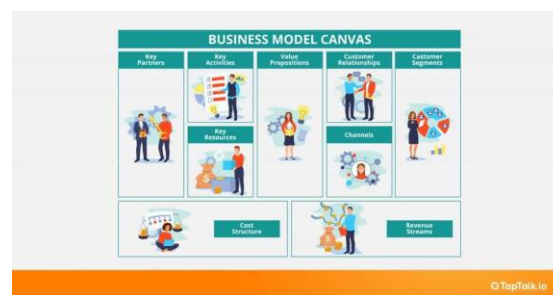 BUSINESS MODEL CANVAS
Key
Partners
Key
Activities
Value
Propositions
Customer
Relationships
Castomer
Segments
Key
Resources
Channels
Cost
Structure
Revenue
Streams
TapTalk.io